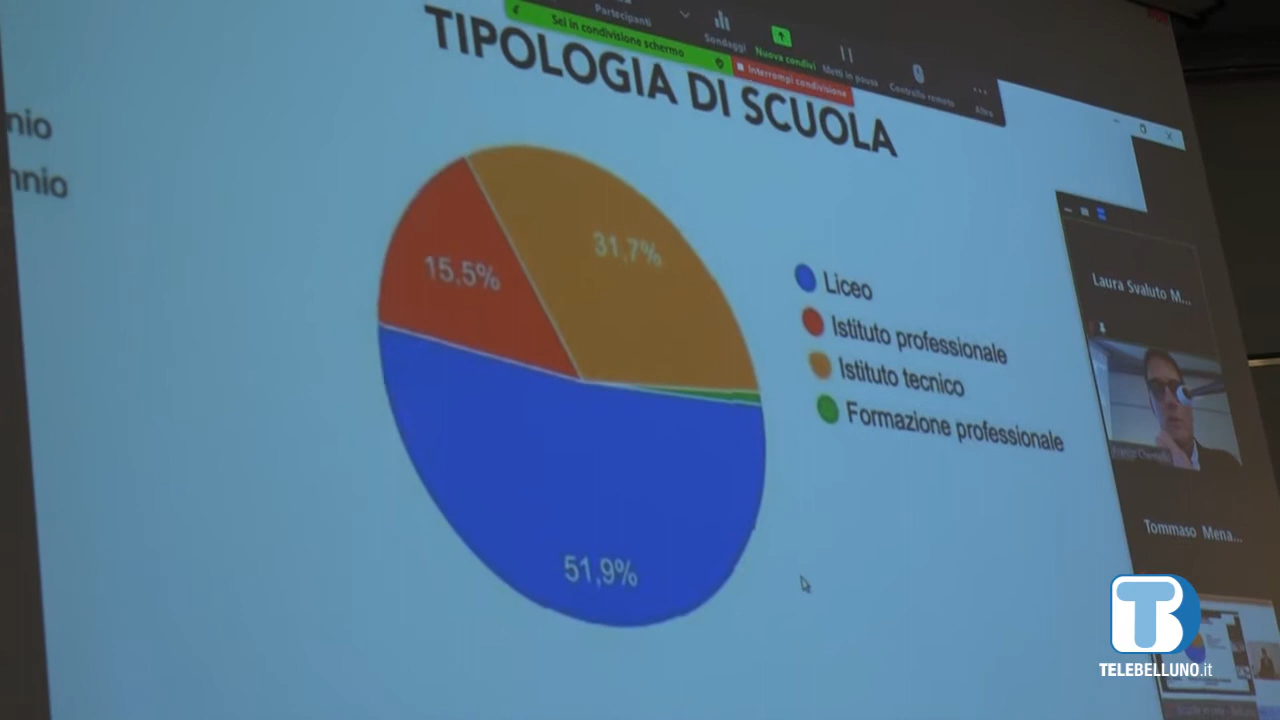 Partecipanti
Sei in condivisione schermo
Sondaggi
Nuova condivi
Metti in pausa
Controllo remoto
Altro
Interrompi condivisione
TIPOLOGIA DI SCUOLA
nio
nnio
31,7%
15.5%
51,9%
Liceo
Istituto professionale
Istituto tecnico
Formazione professionale
Laura Svaluto M...
Tommaso Mena...
TELEBELLUNO.it